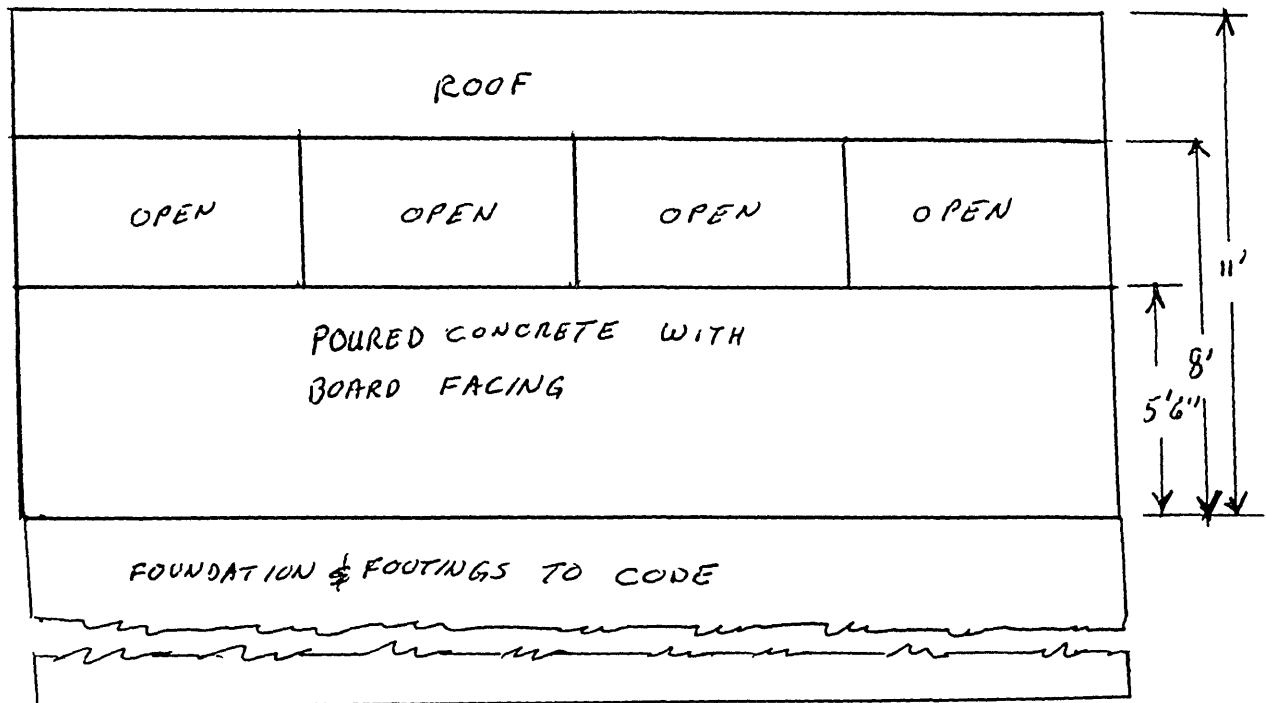 ROOF
OPEN OPEN OPEN OPEN
11'
POURED CONCRETE WITH
BOARD FACING
8'
5'6"
FOUNDATION & FOOTINGS TO CODE